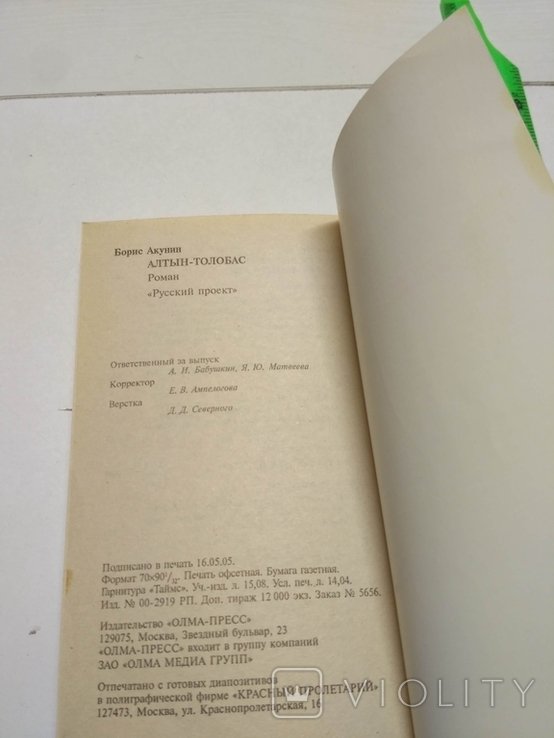 Борис Акунин
АЛТЫН-ТОЛОБАС
Роман
«Русский проект»
Ответственный за выпуск
А. И. Бабушкин, Я. Ю. Матвеева
Корректор
Е. В. Ампелогова
Верстка
Д. Д. Северного
Подписано в печать 16.05.05.
Формат 70×90¹/₃₂. Печать офсетная. Бумага газетная.
Гарнитура «Таймс». Уч.-изд. л. 15,08. Усл. печ. л. 14,04.
Изд. № 00-2919 РП. Доп. тираж 12 000 экз. Заказ № 5656.
Издательство «ОЛМА-ПРЕСС»
129075, Москва, Звездный бульвар, 23
«ОЛМА-ПРЕСС» входит в группу компаний
ЗАО «ОЛМА МЕДИА ГРУПП»
Отпечатано с готовых диапозитивов
в полиграфической фирме «КРАСНЫЙ ПРОЛЕТАРИЙ»
127473, Москва, ул. Краснопролетарская, 16
VIOLITY